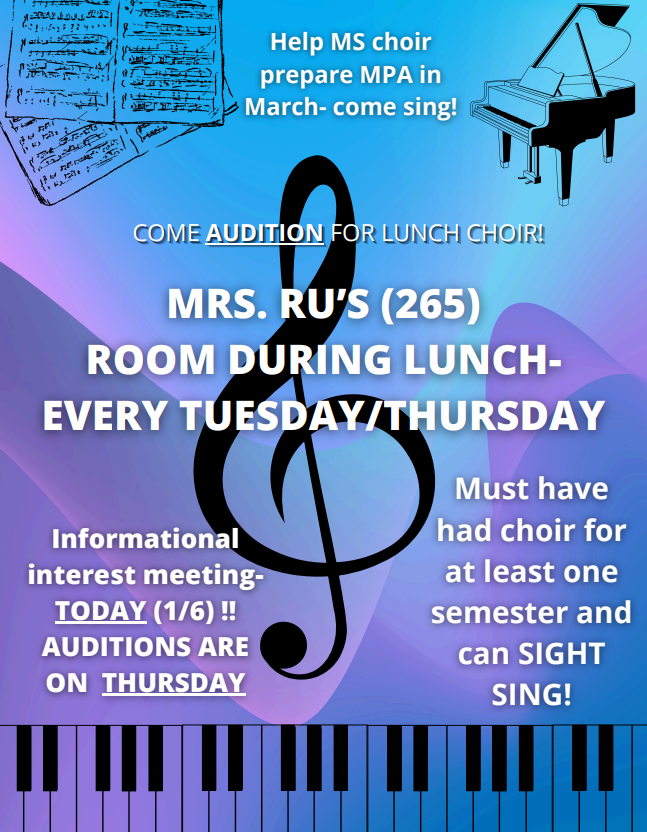 Help MS choir
prepare MPA in
March- come sing!
COME AUDITION FOR LUNCH CHOIR!
MRS. RU’S (265)
ROOM DURING LUNCH-
EVERY TUESDAY/THURSDAY
Must have
had choir for
at least one
semester and
can SIGHT
SING!
Informational
interest meeting-
TODAY (1/6) !!
AUDITIONS ARE
ON THURSDAY